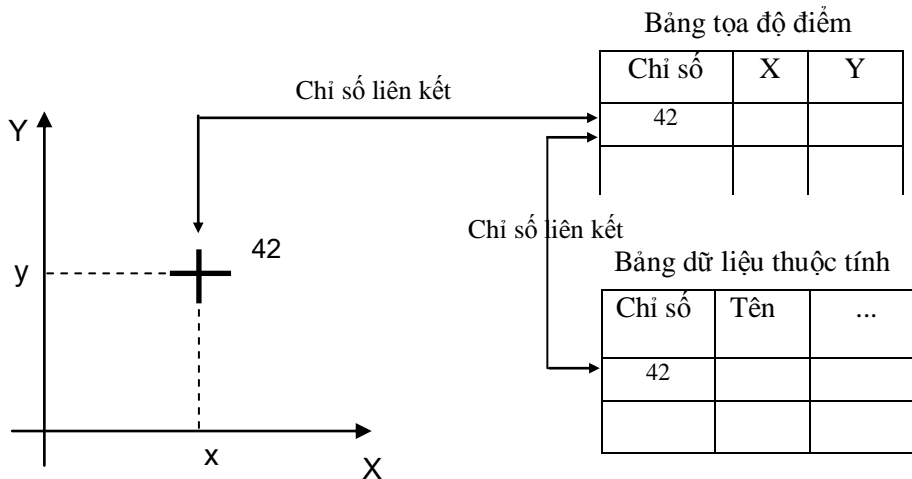 Bảng tọa độ điểm
Chỉ số X Y
42
Chỉ số liên kết
Y
42
y
x
X
Chỉ số liên kết
Bảng dữ liệu thuộc tính
Chỉ số Tên ...
42